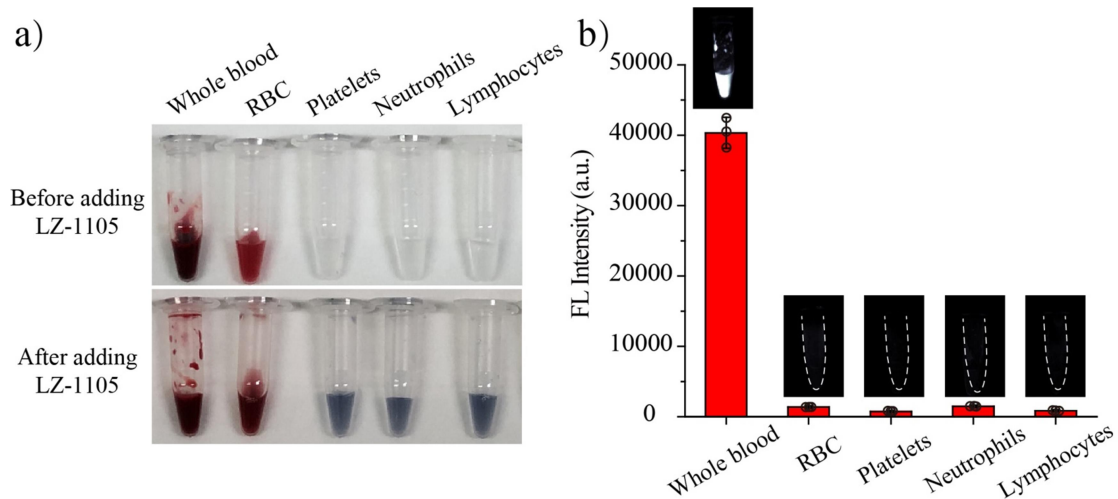 a)
Whole blood
RBC
Platelets
Neutrophils
Lymphocytes
Before adding
LZ-1105
After adding
LZ-1105
b)
FL Intensity (a.u.)
50000
40000
30000
20000
10000
0
Whole blood
RBC
Platelets
Neutrophils
Lymphocytes